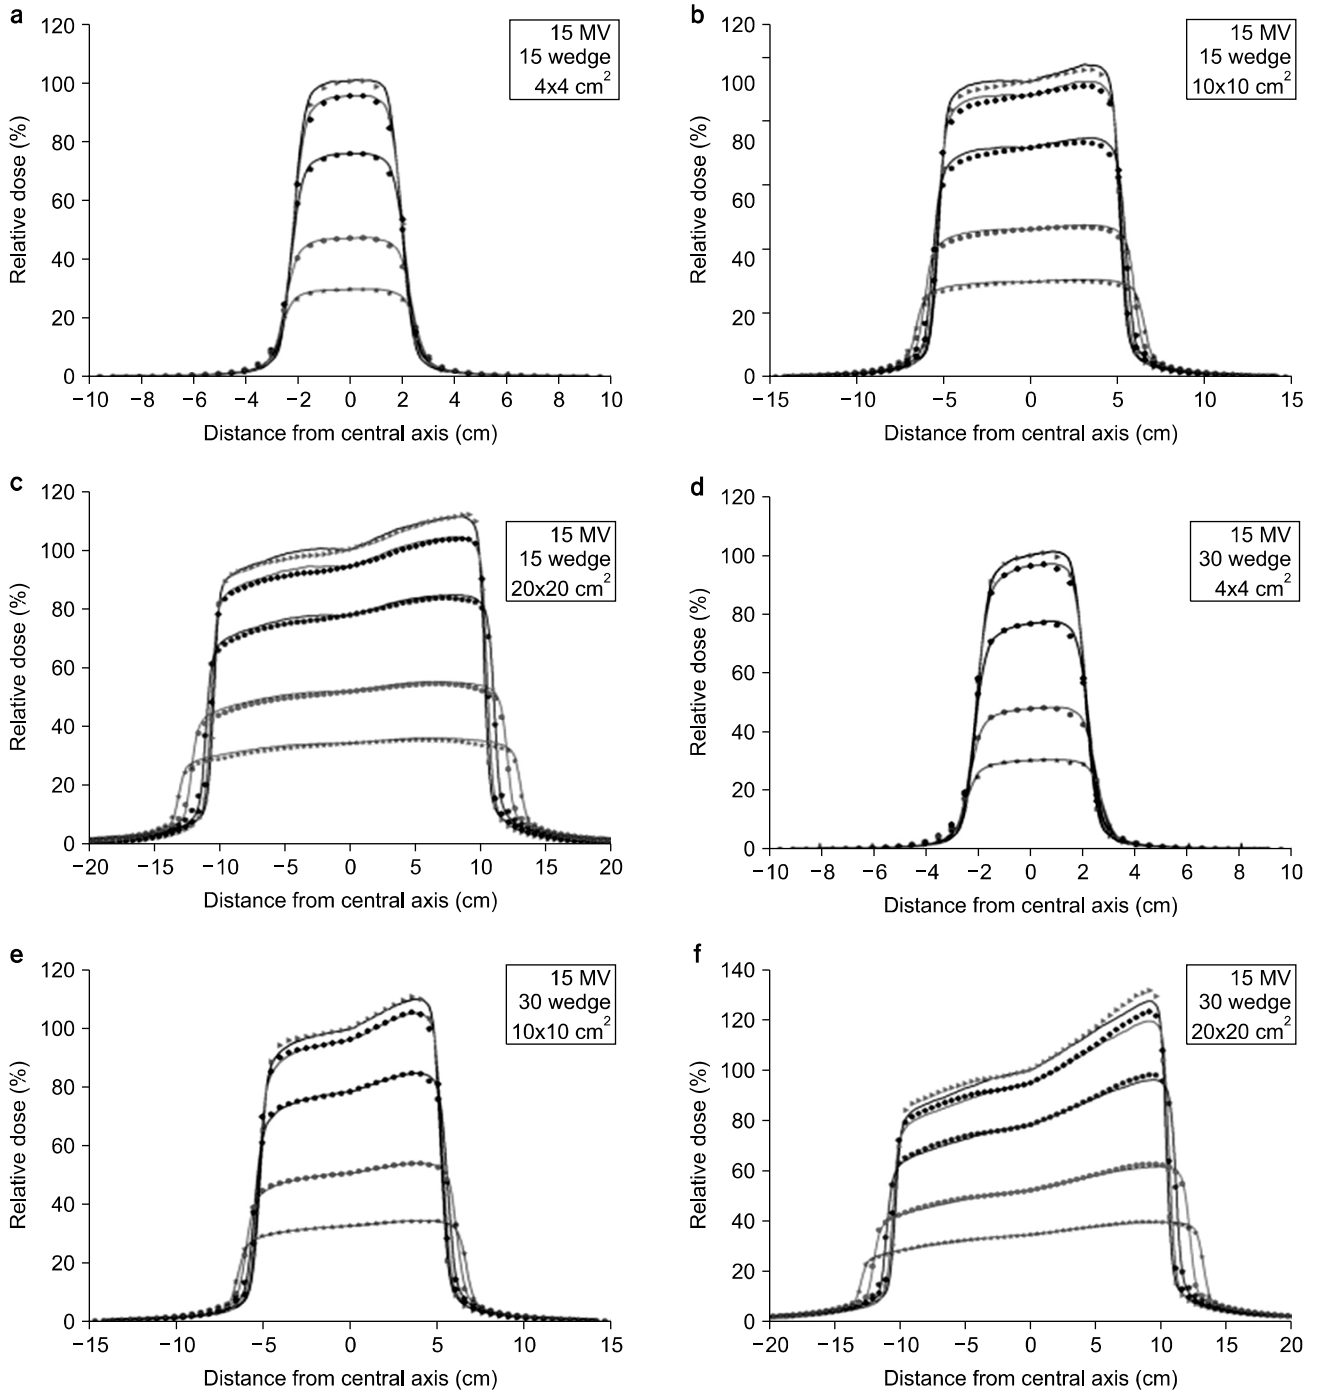 a
120
100
80
60
40
20
0
Relative dose (%)
15 MV
15 wedge
4x4 cm²
−10 −8 −6 −4 −2 0 2 4 6 8 10
Distance from central axis (cm)
b
120
100
80
60
40
20
0
Relative dose (%)
15 MV
15 wedge
10x10 cm²
−15 −10 −5 0 5 10 15
Distance from central axis (cm)
c
120
100
80
60
40
20
0
Relative dose (%)
15 MV
15 wedge
20x20 cm²
−20 −15 −10 −5 0 5 10 15 20
Distance from central axis (cm)
d
120
100
80
60
40
20
0
Relative dose (%)
15 MV
30 wedge
4x4 cm²
−10 −8 −6 −4 −2 0 2 4 6 8 10
Distance from central axis (cm)
e
120
100
80
60
40
20
0
Relative dose (%)
15 MV
30 wedge
10x10 cm²
−15 −10 −5 0 5 10 15
Distance from central axis (cm)
f
140
120
100
80
60
40
20
0
Relative dose (%)
15 MV
30 wedge
20x20 cm²
−20 −15 −10 −5 0 5 10 15 20
Distance from central axis (cm)